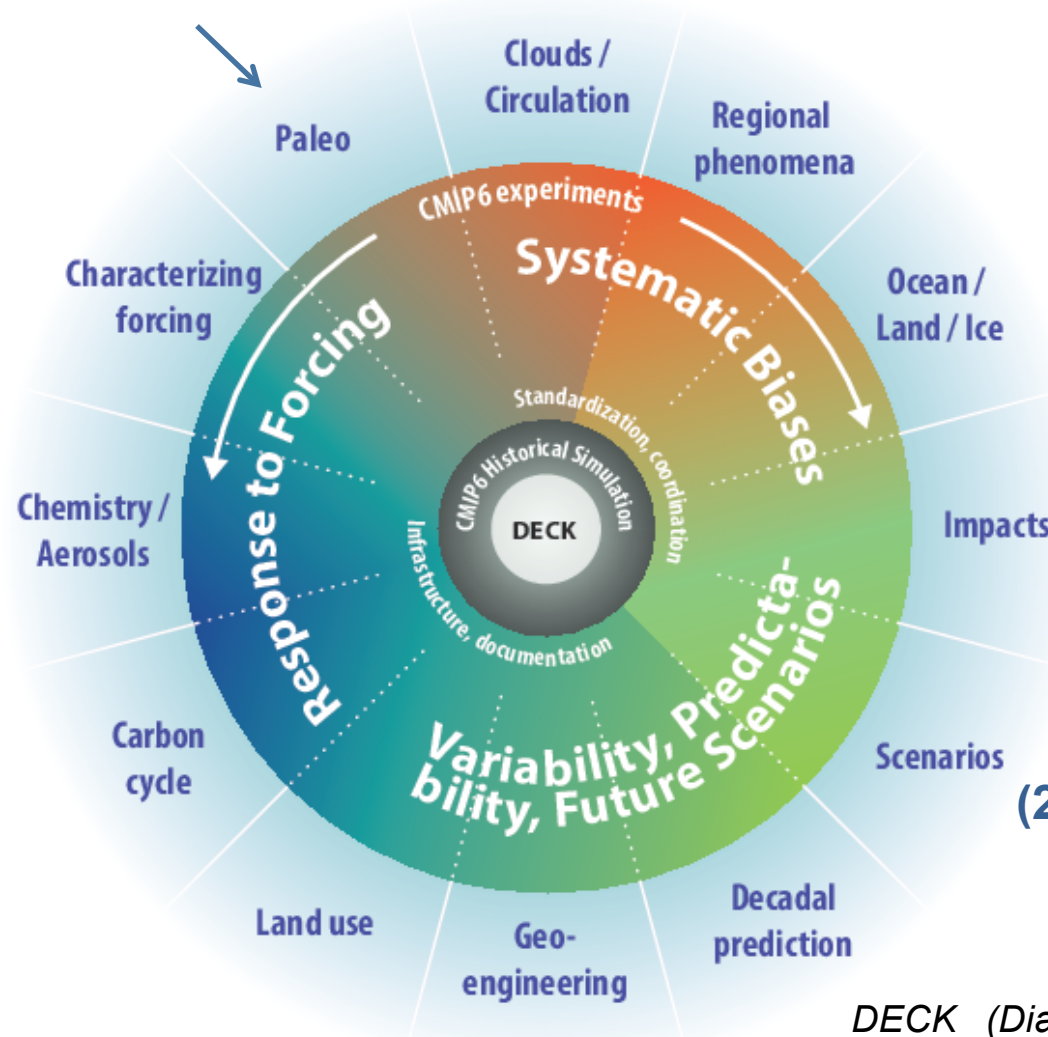 Clouds /
Circulation
Regional
phenomena
Paleo
Characterizing
forcing
Ocean /
Land / Ice
Chemistry /
Aerosols
Impacts
Carbon
cycle
Scenarios
(2
Land use
Geo-
engineering
Decadal
prediction
CMIP6 experiments
Systematic Biases
Response to Forcing
Variability, Predicta-
bility, Future Scenarios
Standardization, coordination
Infrastructure, documentation
CMIP6 Historical Simulation
DECK
DECK (Dia